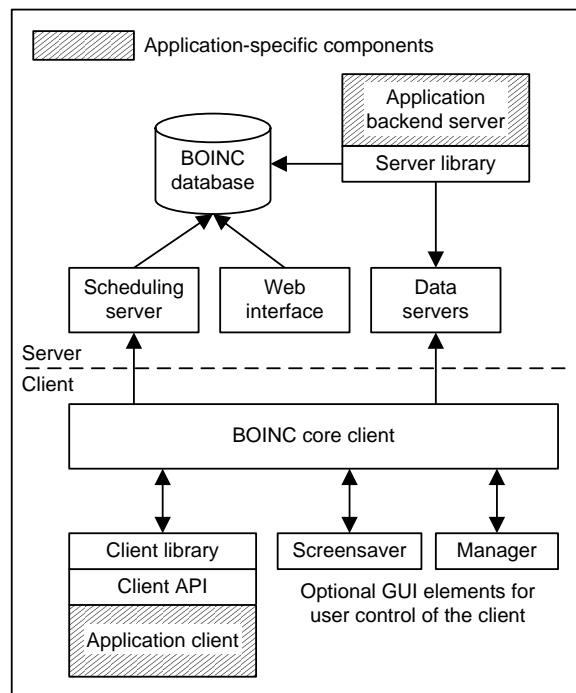 Application-specific components
Application
backend server
BOINC
database
Server library
Scheduling
server
Web
interface
Data
servers
Server
Client
BOINC core client
Client library
Screensaver
Manager
Client API
Optional GUI elements for
user control of the client
Application client